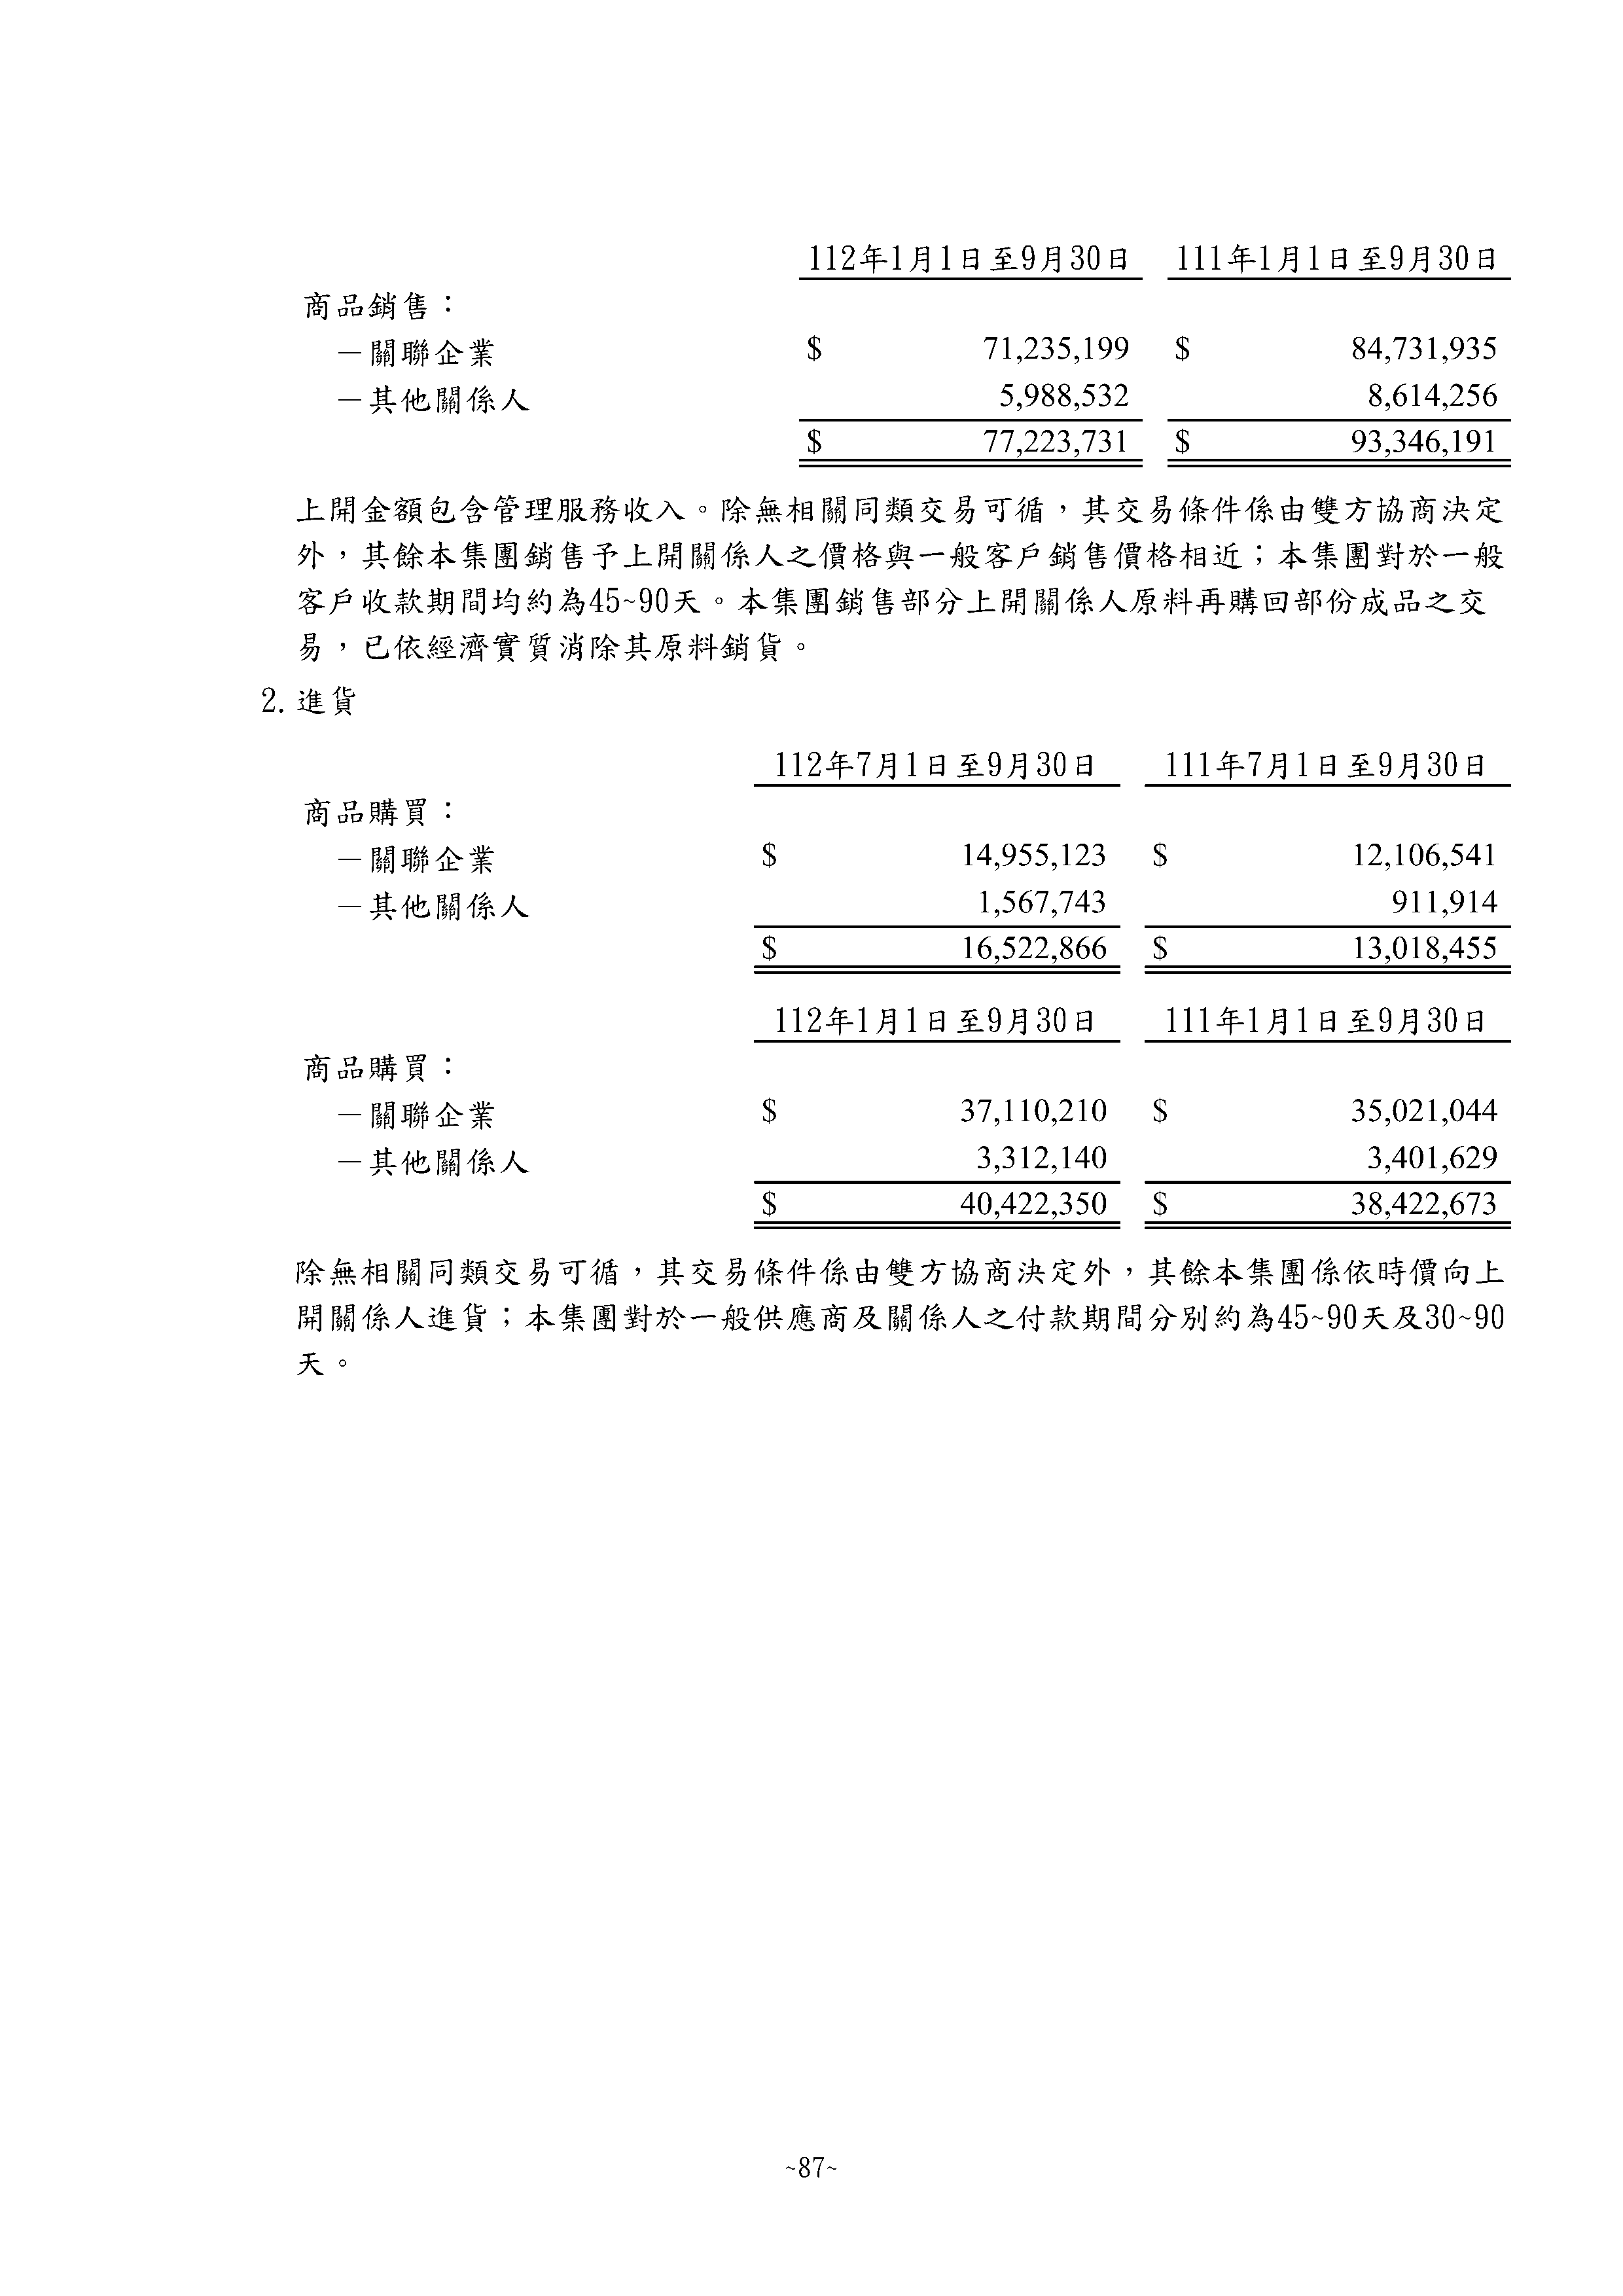 112年1月1日至9月30日 111年1月1日至9月30日
商品銷售：
－關聯企業 $ 71,235,199 $ 84,731,935
－其他關係人 5,988,532 8,614,256
$ 77,223,731 $ 93,346,191
上開金額包含管理服務收入。除無相關同類交易可循，其交易條件係由雙方協商決定
外，其餘本集團銷售予上開關係人之價格與一般客戶銷售價格相近；本集團對於一般
客戶收款期間均約為45~90天。本集團銷售部分上開關係人原料再購回部份成品之交
易，已依經濟實質消除其原料銷貨。
2. 進貨
112年7月1日至9月30日 111年7月1日至9月30日
商品購買：
－關聯企業 $ 14,955,123 $ 12,106,541
－其他關係人 1,567,743 911,914
$ 16,522,866 $ 13,018,455
112年1月1日至9月30日 111年1月1日至9月30日
商品購買：
－關聯企業 $ 37,110,210 $ 35,021,044
－其他關係人 3,312,140 3,401,629
$ 40,422,350 $ 38,422,673
除無相關同類交易可循，其交易條件係由雙方協商決定外，其餘本集團係依時價向上
開關係人進貨；本集團對於一般供應商及關係人之付款期間分別約為45~90天及30~90
天。
~87~